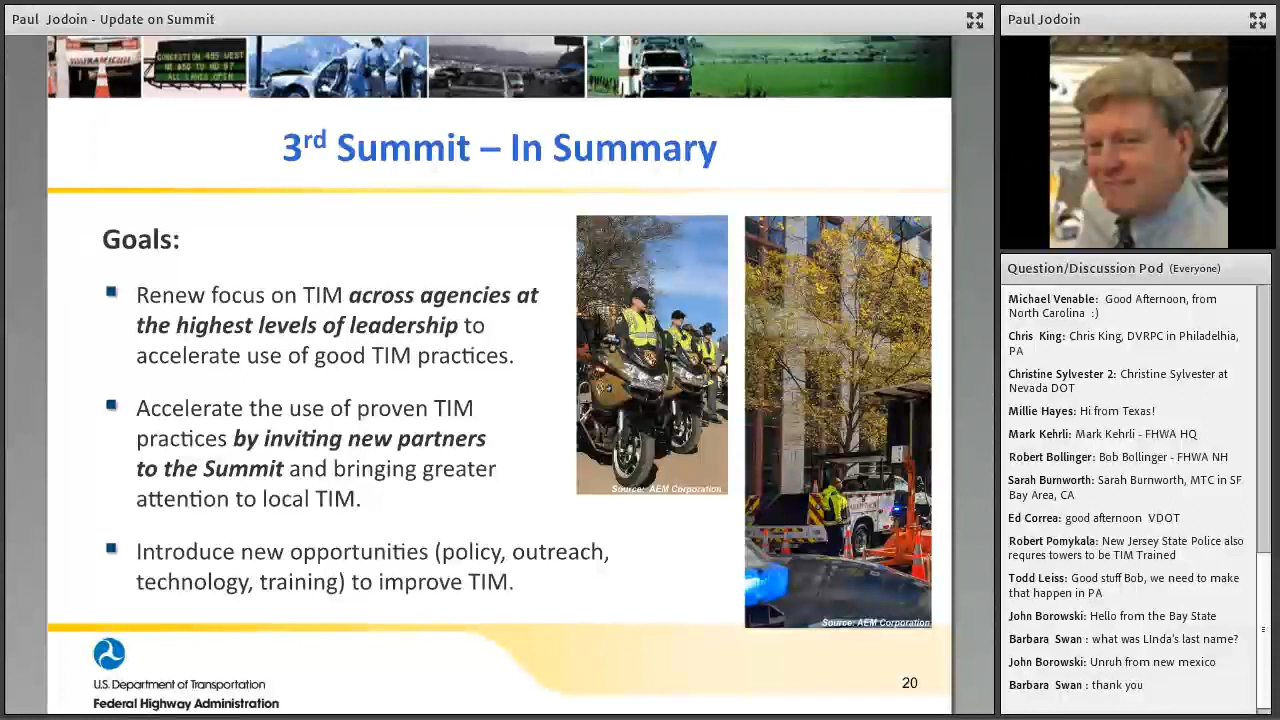 Paul Jodoin - Update on Summit
CONGESTION 495 WEST
ALL LANES OPEN
3rd Summit – In Summary
Goals:
Renew focus on TIM across agencies at
the highest levels of leadership to
accelerate use of good TIM practices.
Accelerate the use of proven TIM
practices by inviting new partners
to the Summit and bringing greater
attention to local TIM.
Introduce new opportunities (policy, outreach,
technology, training) to improve TIM.
Source: AEM Corporation
Source: AEM Corporation
U.S. Department of Transportation
Federal Highway Administration
20
Paul Jodoin
Question/Discussion Pod (Everyone)
Michael Venable: Good Afternoon, from
North Carolina :)
Chris King: Chris King, DVRPC in Philadelhia,
PA
Christine Sylvester 2: Christine Sylvester at
Nevada DOT
Millie Hayes: Hi from Texas!
Mark Kehrli: Mark Kehrli - FHWA HQ
Robert Bollinger: Bob Bollinger - FHWA NH
Sarah Burnworth: Sarah Burnworth, MTC in SF
Bay Area, CA
Ed Correa: good afternoon VDOT
Robert Pomykala: New Jersey State Police also
requres towers to be TIM Trained
Todd Leiss: Good stuff Bob, we need to make
that happen in PA
John Borowski: Hello from the Bay State
Barbara Swan : what was LInda's last name?
John Borowski: Unruh from new mexico
Barbara Swan : thank you